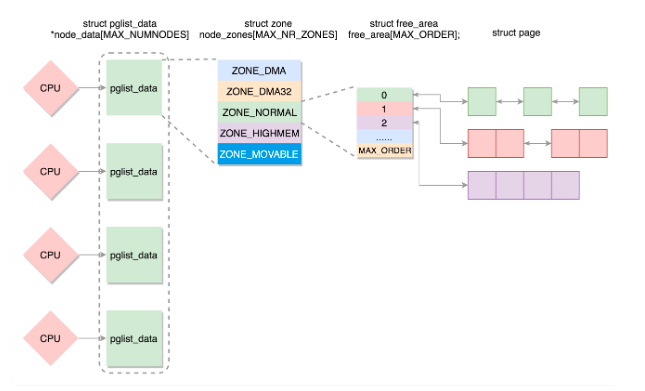 struct pglist_data
*node_data[MAX_NUMNODES]
struct zone
node_zones[MAX_NR_ZONES]
struct free_area
free_area[MAX_ORDER];
struct page
CPU
pglist_data
CPU
pglist_data
CPU
pglist_data
CPU
pglist_data
ZONE_DMA
ZONE_DMA32
ZONE_NORMAL
ZONE_HIGHMEM
ZONE_MOVABLE
0
1
2
......
MAX_ORDER